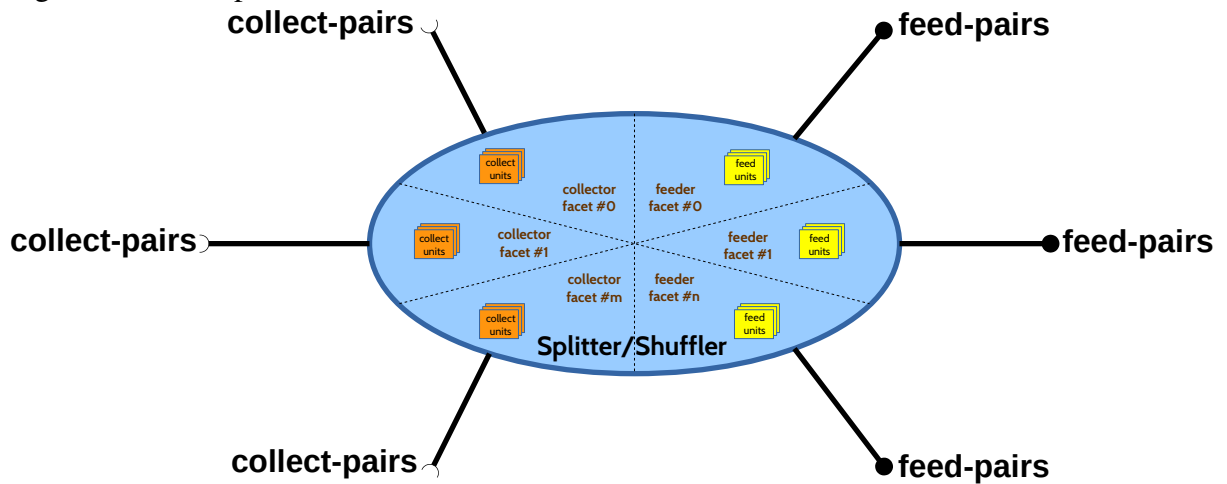 collect-pairs
feed-pairs
collect
units
feed
units
collector
facet #0
feeder
facet #0
collect-pairs
collect
units
collector
facet #1
feeder
facet #1
feed
units
feed-pairs
collector
facet #m
feeder
facet #n
collect
units
feed
units
Splitter/Shuffler
collect-pairs
feed-pairs